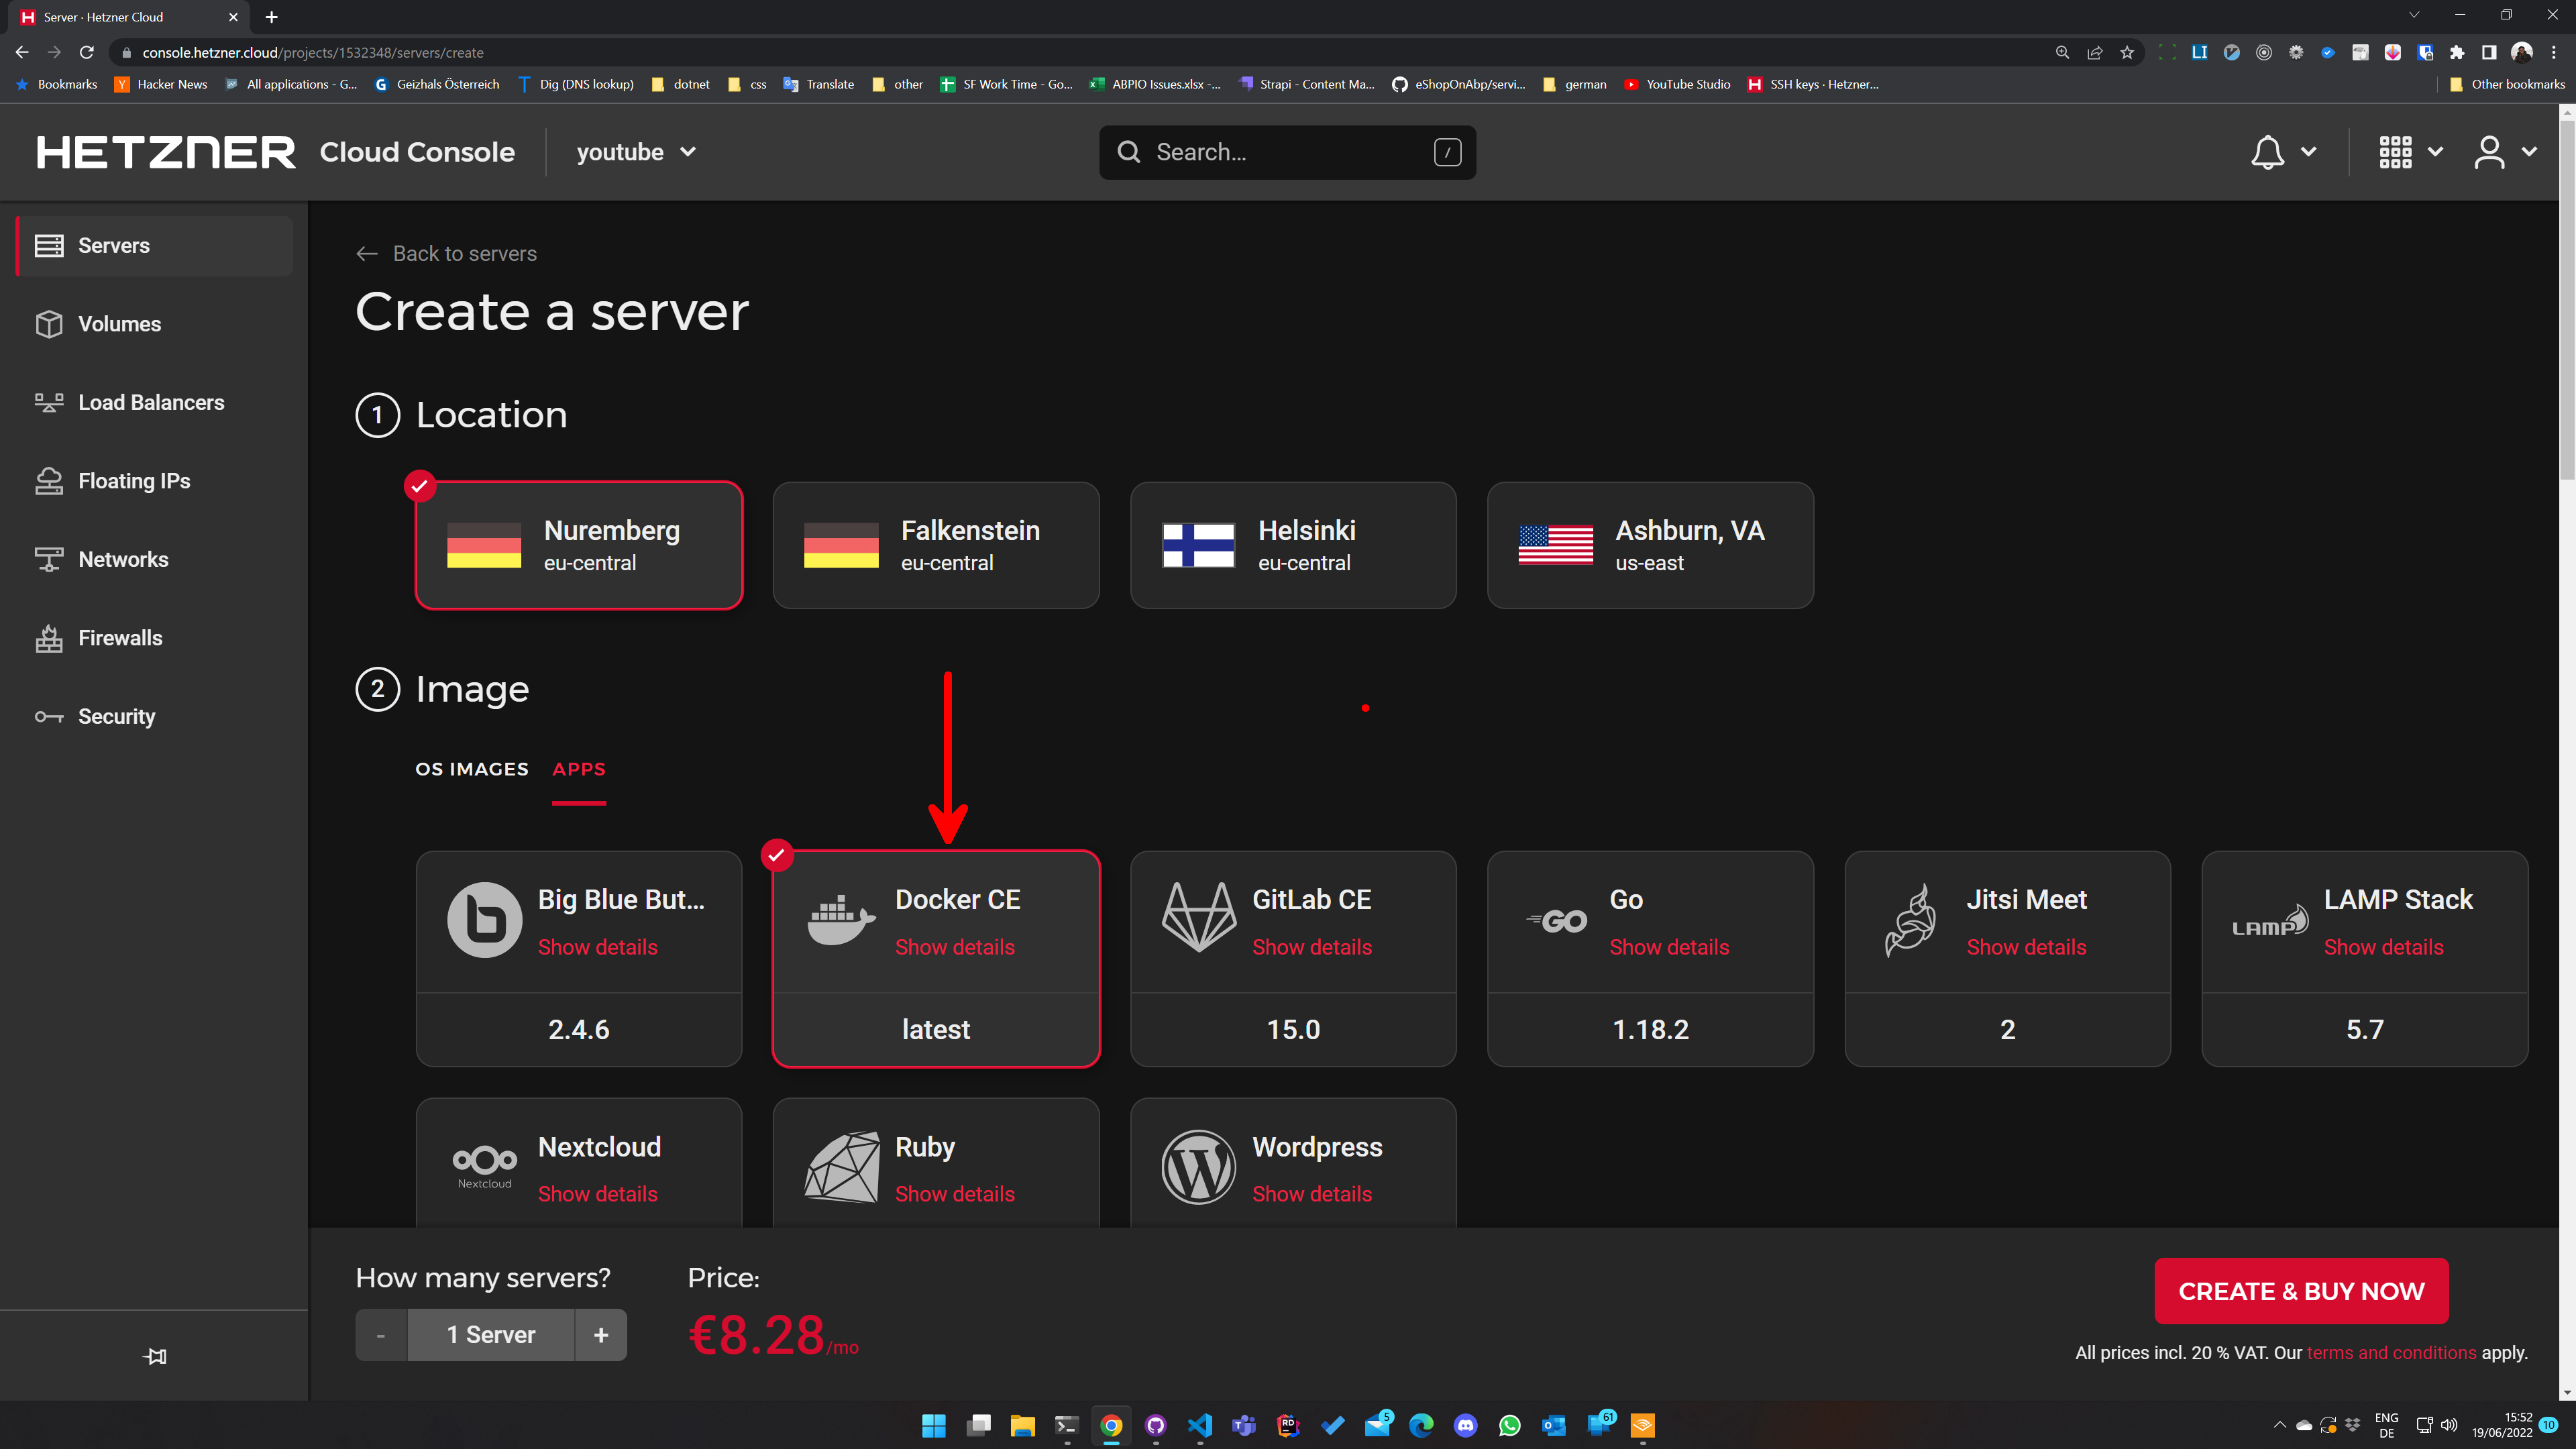 Server · Hetzner Cloud
console.hetzner.cloud/projects/1532348/servers/create
Bookmarks
Hacker News
All applications - G...
Geizhals Österreich
Dig (DNS lookup)
dotnet
css
Translate
other
SF Work Time - Go...
ABPIO Issues.xlsx -...
Strapi - Content Ma...
eShopOnAbp/servi...
german
YouTube Studio
SSH keys · Hetzner...
Other bookmarks
HETZNER
Cloud Console
youtube
Search...
/
Servers
Volumes
Load Balancers
Floating IPs
Networks
Firewalls
Security
Back to servers
Create a server
1 Location
Nuremberg
eu-central
Falkenstein
eu-central
Helsinki
eu-central
Ashburn, VA
us-east
2 Image
OS IMAGES
APPS
Big Blue But...
Show details
2.4.6
Docker CE
Show details
latest
GitLab CE
Show details
15.0
GO
Go
Show details
1.18.2
Jitsi Meet
Show details
2
LAMP
LAMP Stack
Show details
5.7
Nextcloud
Nextcloud
Show details
Ruby
Show details
Wordpress
Show details
How many servers?
- 1 Server +
Price:
€8.28/mo
CREATE & BUY NOW
All prices incl. 20 % VAT. Our terms and conditions apply.
5
61
ENG
DE
15:52
19/06/2022
10